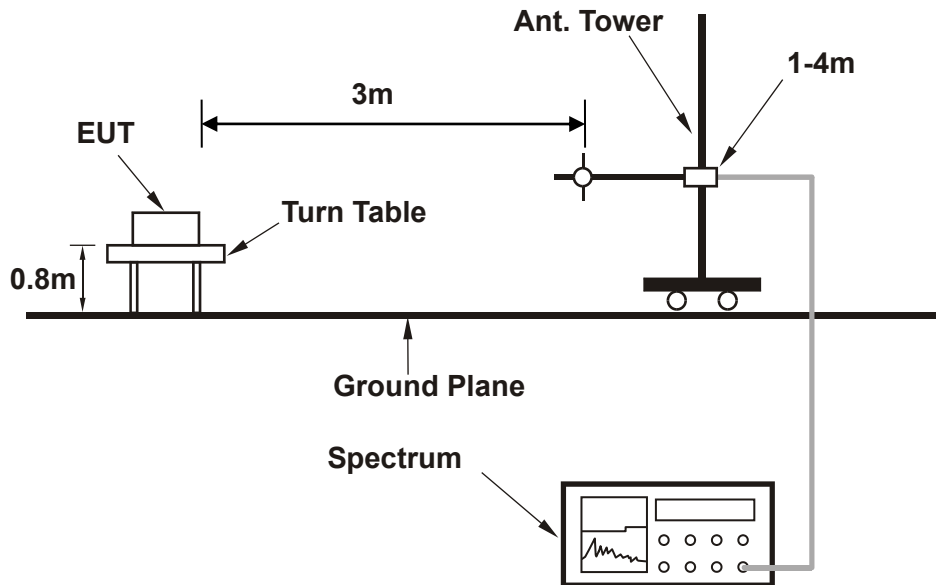 Ant. Tower
1-4m
3m
EUT
Turn Table
0.8m
Ground Plane
Spectrum